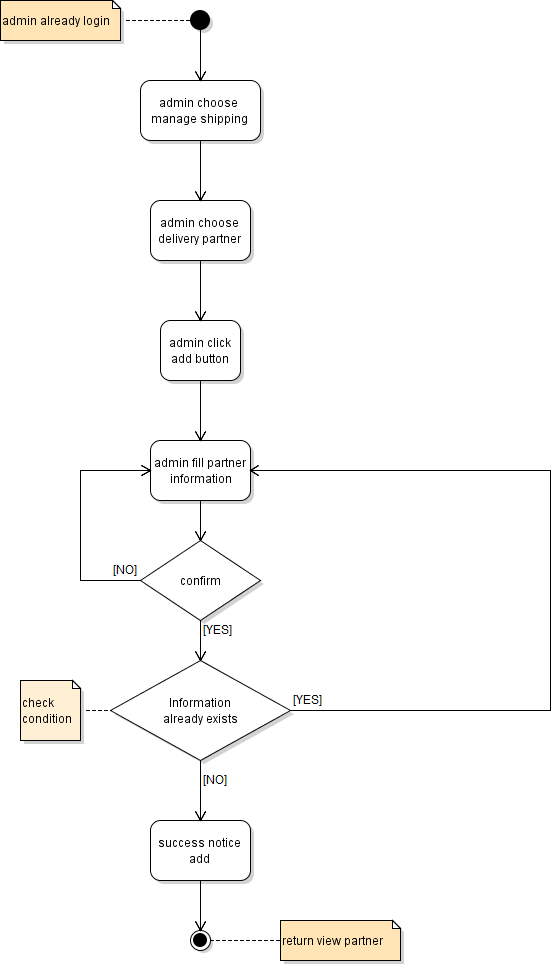 admin already login
admin choose
manage shipping
admin choose
delivery partner
admin click
add button
admin fill partner
information
[NO]
confirm
[YES]
check
condition
Information
already exists
[YES]
[NO]
success notice
add
return view partner